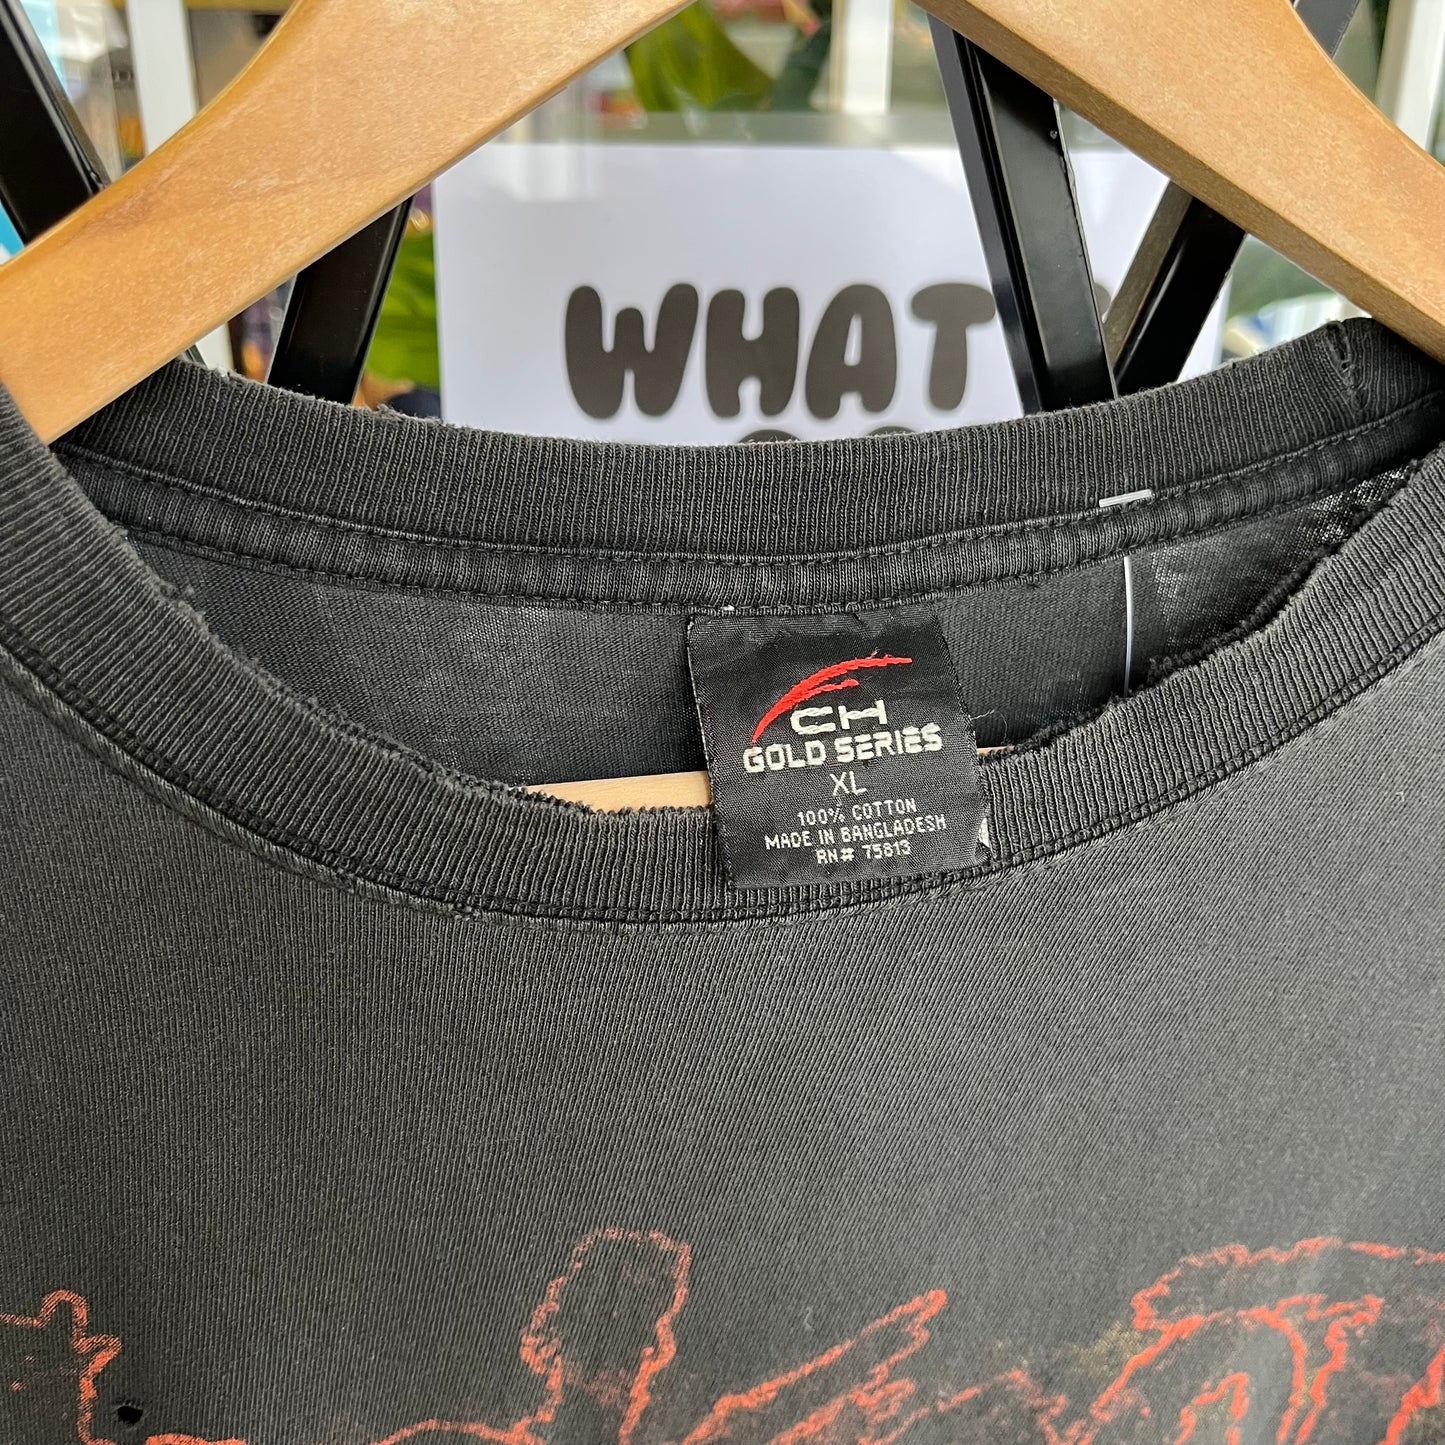 WHAT
CH
GOLD SERIES
XL
100% COTTON
MADE IN BANGLADESH
RN# 75813